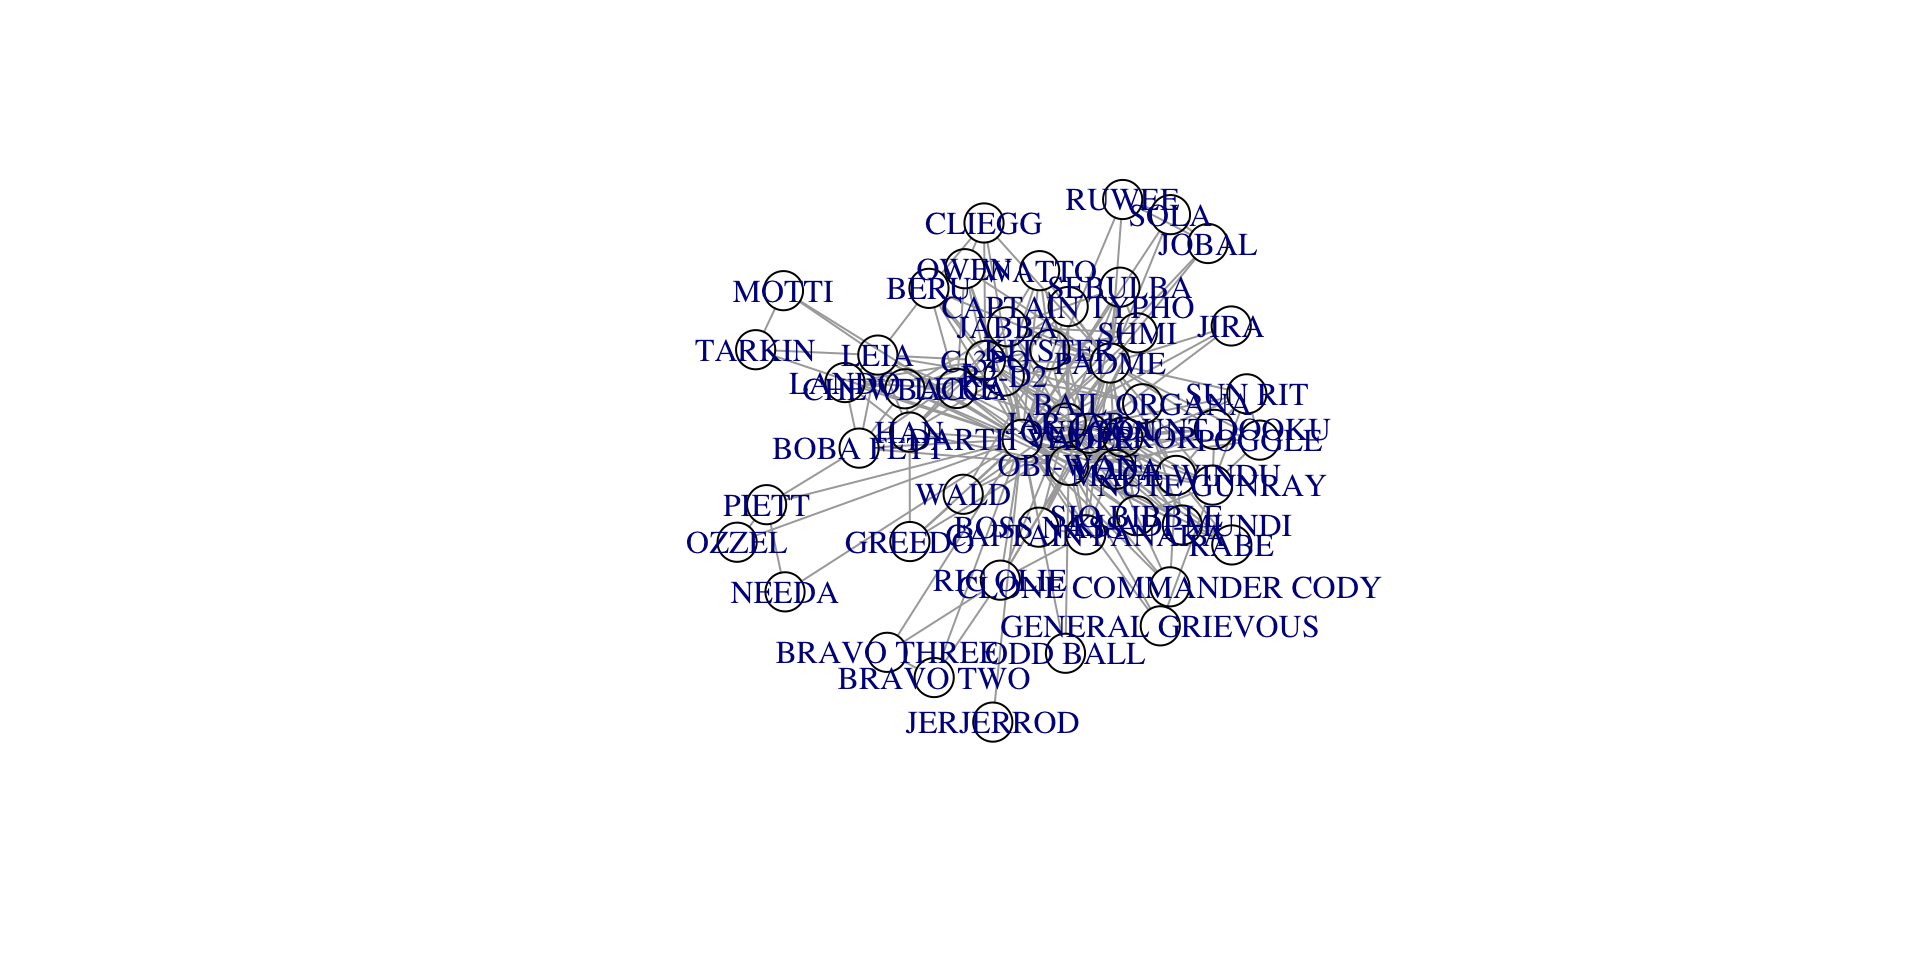 RUWEE
SOLA
CLIEGG
JOBAL
OWEN
WATTO
BERU
SEBULBA
MOTTI
CAPTAIN TYPHO
JABBA
SHMI
JIRA
TARKIN
LEIA
KITSTER
C-3PO
PADME
R2-D2
LANDO
CHEWBACCA
LUKE
SUN RIT
BAIL ORGANA
COUNT DOOKU
HAN
DARTH VADER
EMPEROR
POGGLE
BOBA FETT
OBI-WAN
YODA
MACE WINDU
NUTE GUNRAY
WALD
PIETT
SIO BIBBLE
BOSS NASS
KI-ADI-MUNDI
CAPTAIN PANAKA
OZZEL
GREEDO
RABE
RIC OLIE
CLONE COMMANDER CODY
NEEDA
GENERAL GRIEVOUS
BRAVO THREE
ODD BALL
BRAVO TWO
JERJERROD